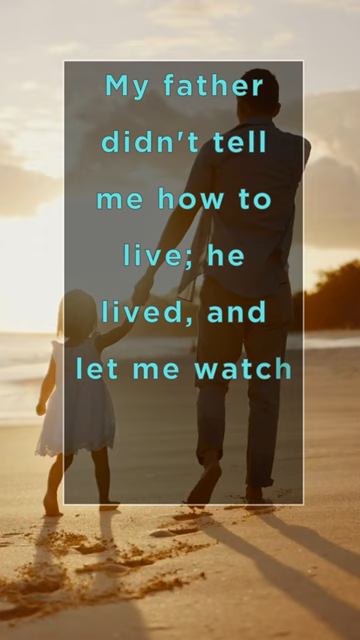 My father
didn't tell
me how to
live; he
lived, and
let me watch